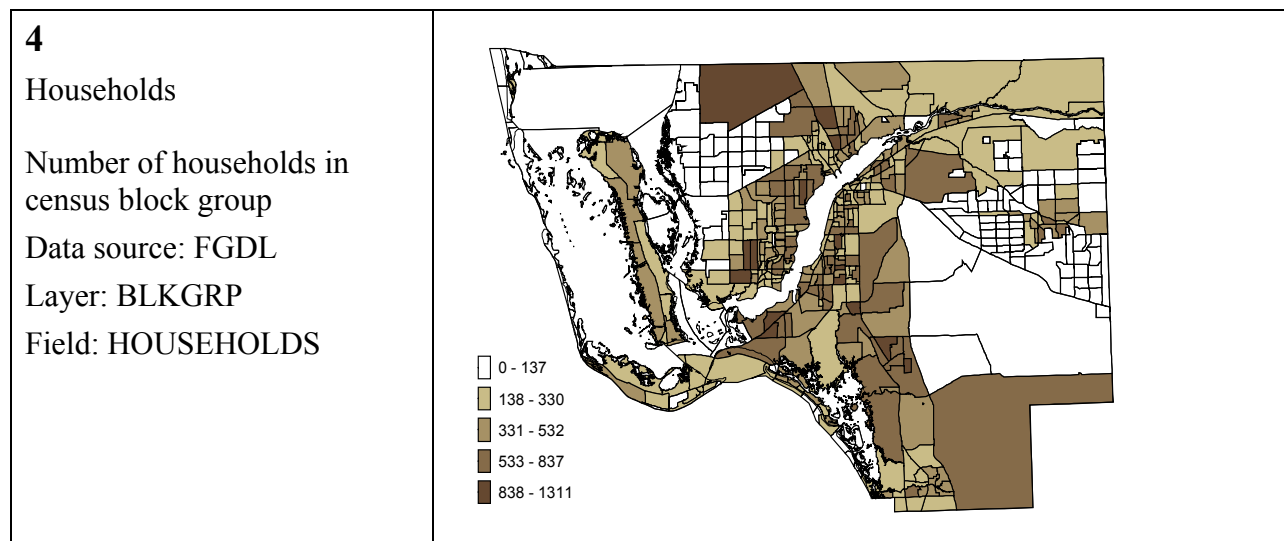 4
Households
Number of households in
census block group
Data source: FGDL
Layer: BLKGRP
Field: HOUSEHOLDS
0 - 137
138 - 330
331 - 532
533 - 837
838 - 1311